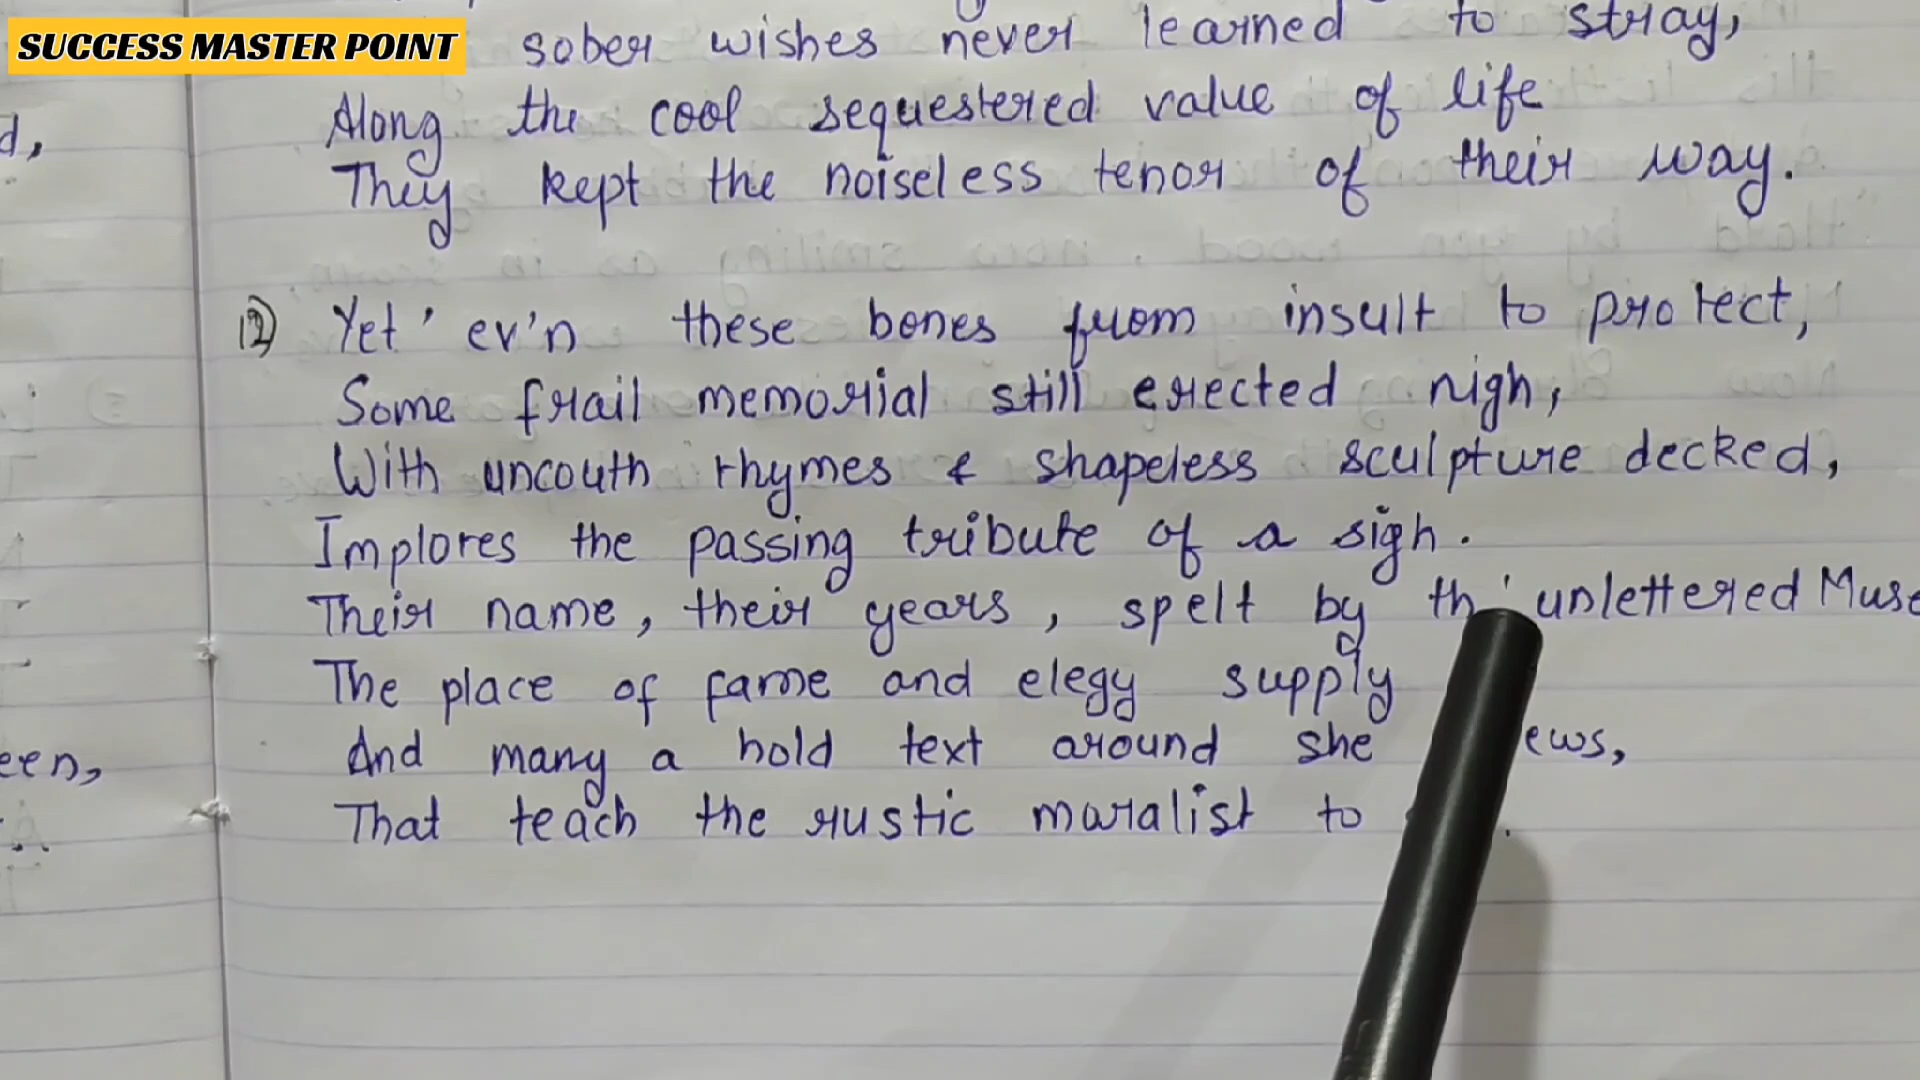 SUCCESS MASTER POINT
sober wishes never learned to stray,
Along the cool sequestered value of life
They kept the noiseless tenor of their way.
12 Yet' ev'n these bones from insult to protect,
Some frail memorial still erected nigh,
With uncouth rhymes & shapeless sculpture decked,
Implores the passing tribute of a sigh.
Their name, their years, spelt by th' unlettered Muse
The place of fame and elegy supply
And many a hold text around she ews,
That teach the rustic moralist to
d,
een,